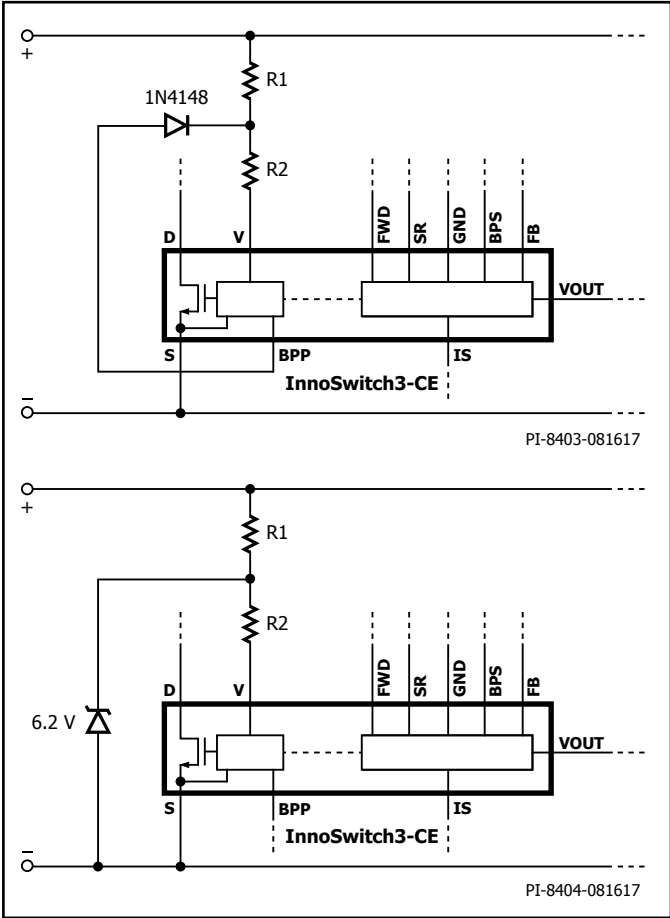 +
R1
1N4148
R2
FWD
SR
GND
BPS
FB
D
V
VOUT
S
BPP
IS
InnoSwitch3-CE
−
PI-8403-081617
+
R1
R2
FWD
SR
GND
BPS
FB
D
V
6.2 V
VOUT
S
BPP
IS
InnoSwitch3-CE
−
PI-8404-081617